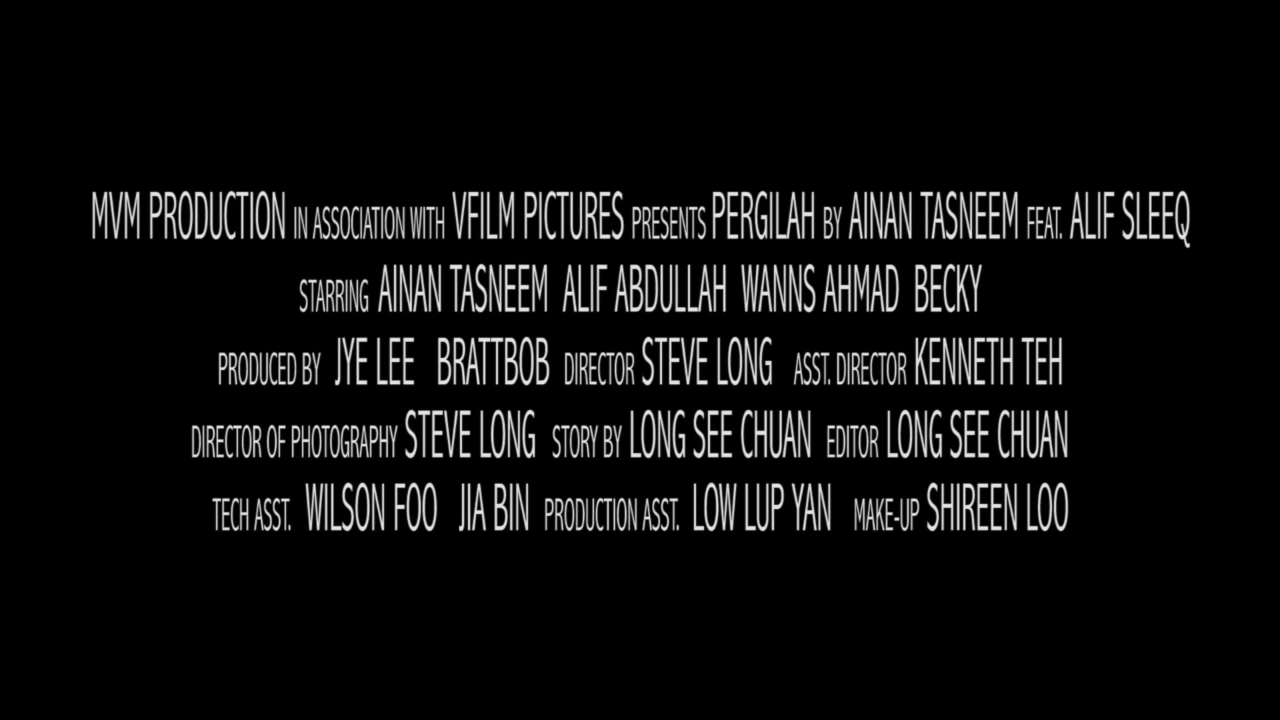 MVM PRODUCTION IN ASSOCIATION WITH VFILM PICTURES PRESENTS PERGILAH BY AINAN TASNEEM FEAT. ALIF SLEEQ
STARRING AINAN TASNEEM ALIF ABDULLAH WANNS AHMAD BECKY
PRODUCED BY JYE LEE BRATTBOB DIRECTOR STEVE LONG ASST. DIRECTOR KENNETH TEH
DIRECTOR OF PHOTOGRAPHY STEVE LONG STORY BY LONG SEE CHUAN EDITOR LONG SEE CHUAN
TECH ASST. WILSON FOO JIA BIN PRODUCTION ASST. LOW LUP YAN MAKE-UP SHIREEN LOO